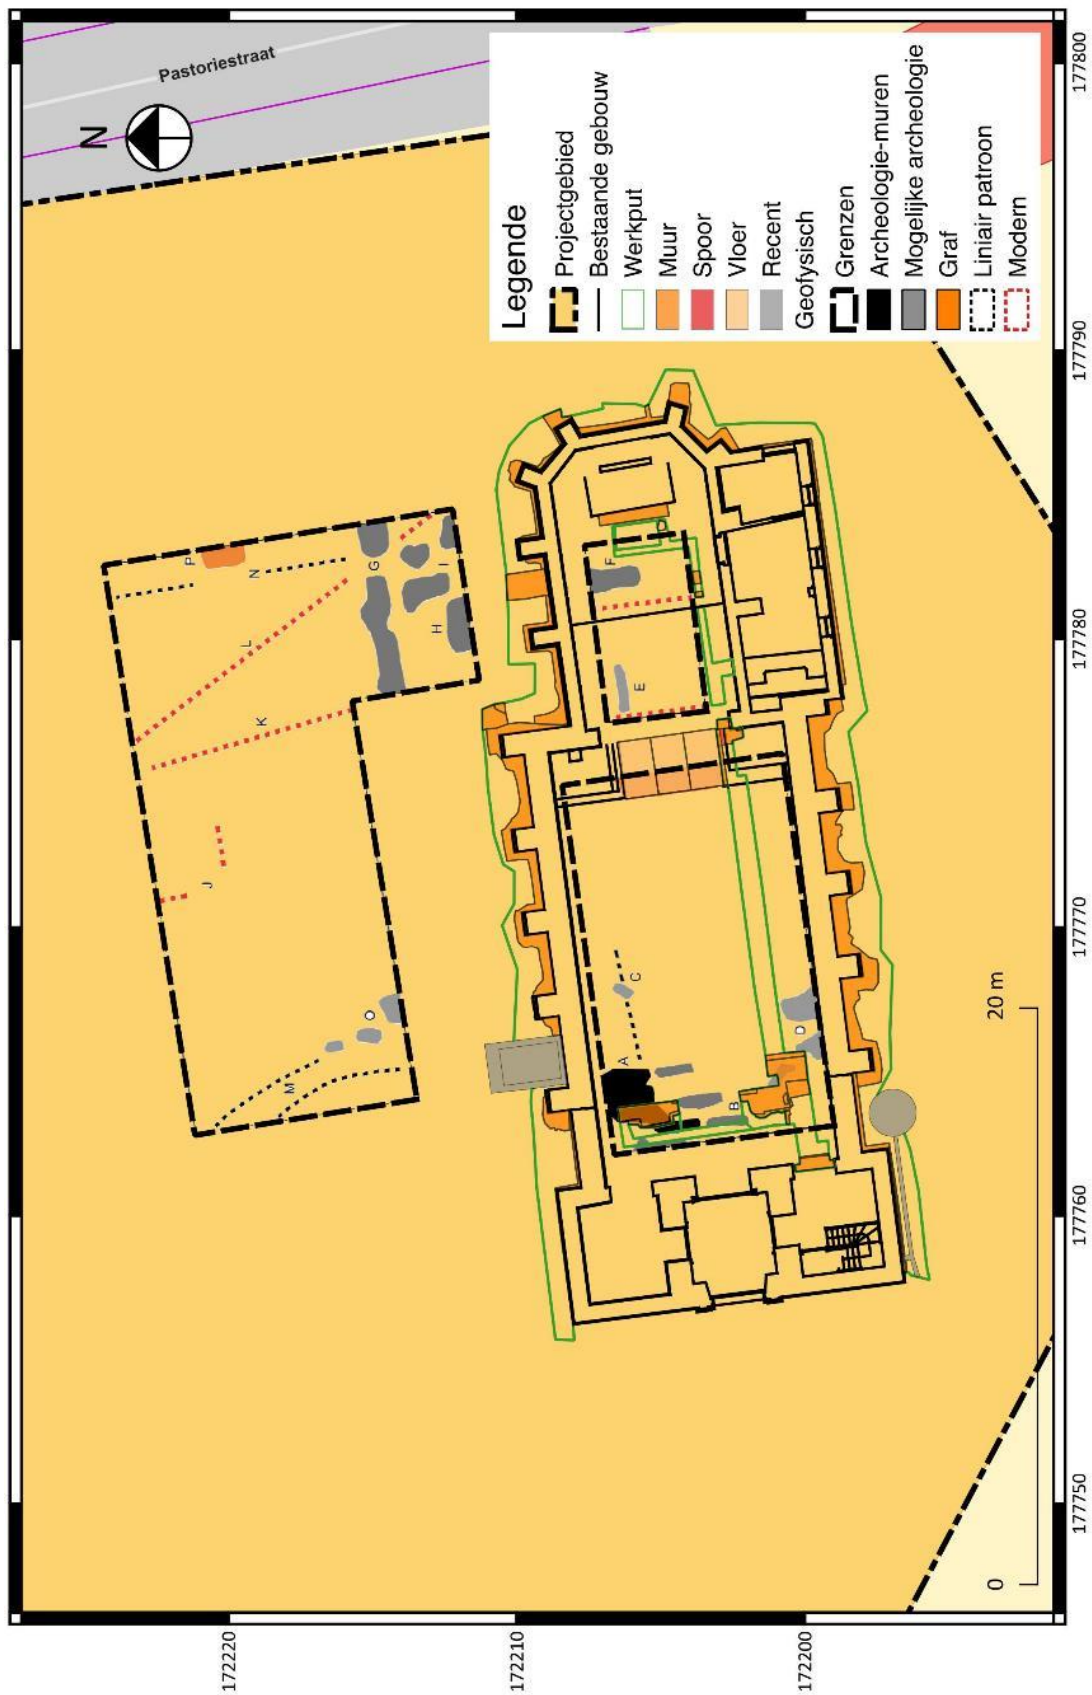 Pastoriestraat
N
Legende
Projectgebied
Bestaande gebouw
Werkput
Muur
Spoor
Vloer
Recent
Geofysisch
Grenzen
Archeologie-muren
Mogelijke archeologie
Graf
Liniair patroon
Modern
P
N
L
K
J
M
O
G
H
I
F
E
A
C
B
D
0
20 m
172220
172210
172200
177750
177760
177770
177780
177790
177800